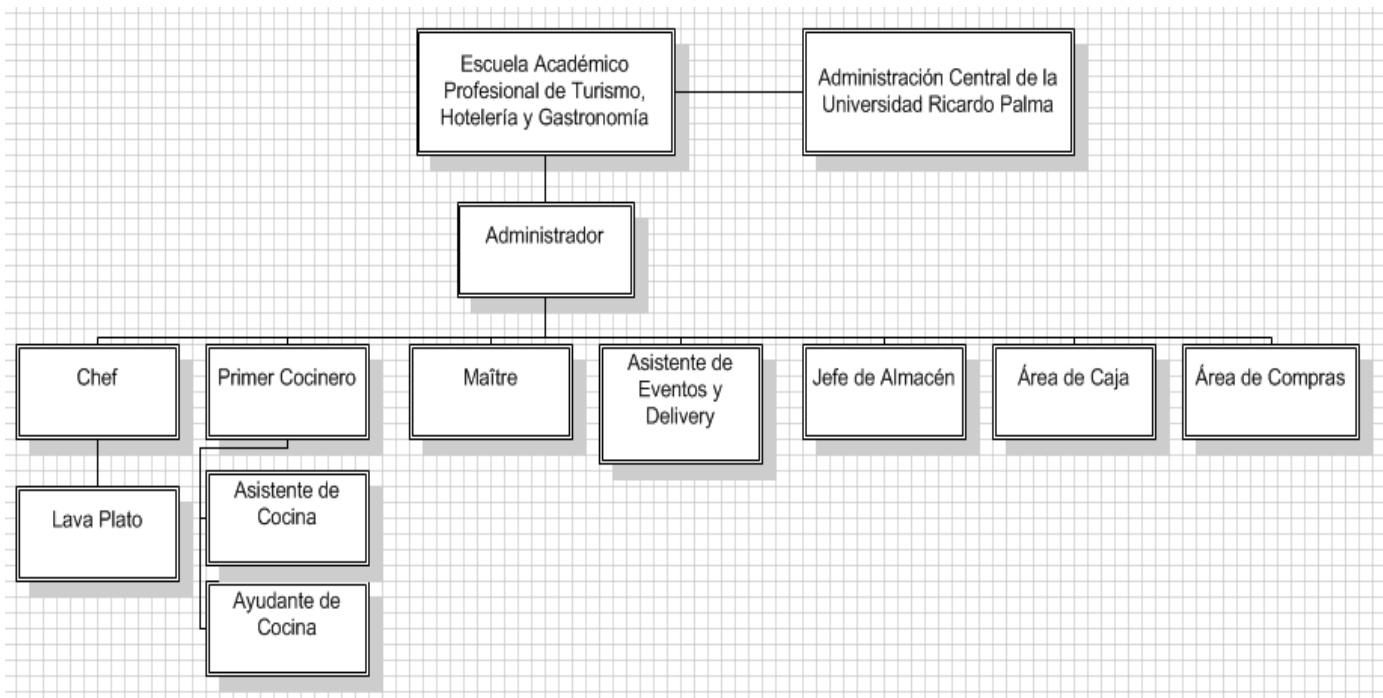 Escuela Académico
Profesional de Turismo,
Hotelería y Gastronomía
Administración Central de la
Universidad Ricardo Palma
Administrador
Chef
Primer Cocinero
Maître
Asistente de
Eventos y
Delivery
Jefe de Almacén
Área de Caja
Área de Compras
Lava Plato
Asistente de
Cocina
Ayudante de
Cocina